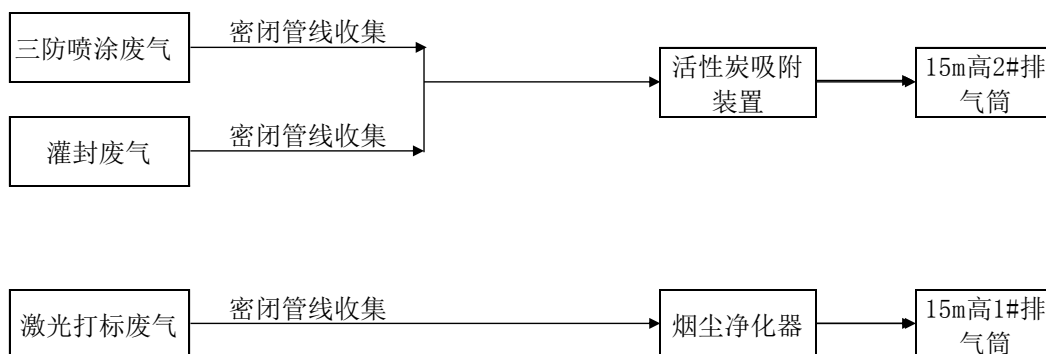 密闭管线收集
三防喷涂废气
活性炭吸附
装置
15m高2#排
气筒
密闭管线收集
灌封废气
密闭管线收集
激光打标废气
烟尘净化器
15m高1#排
气筒